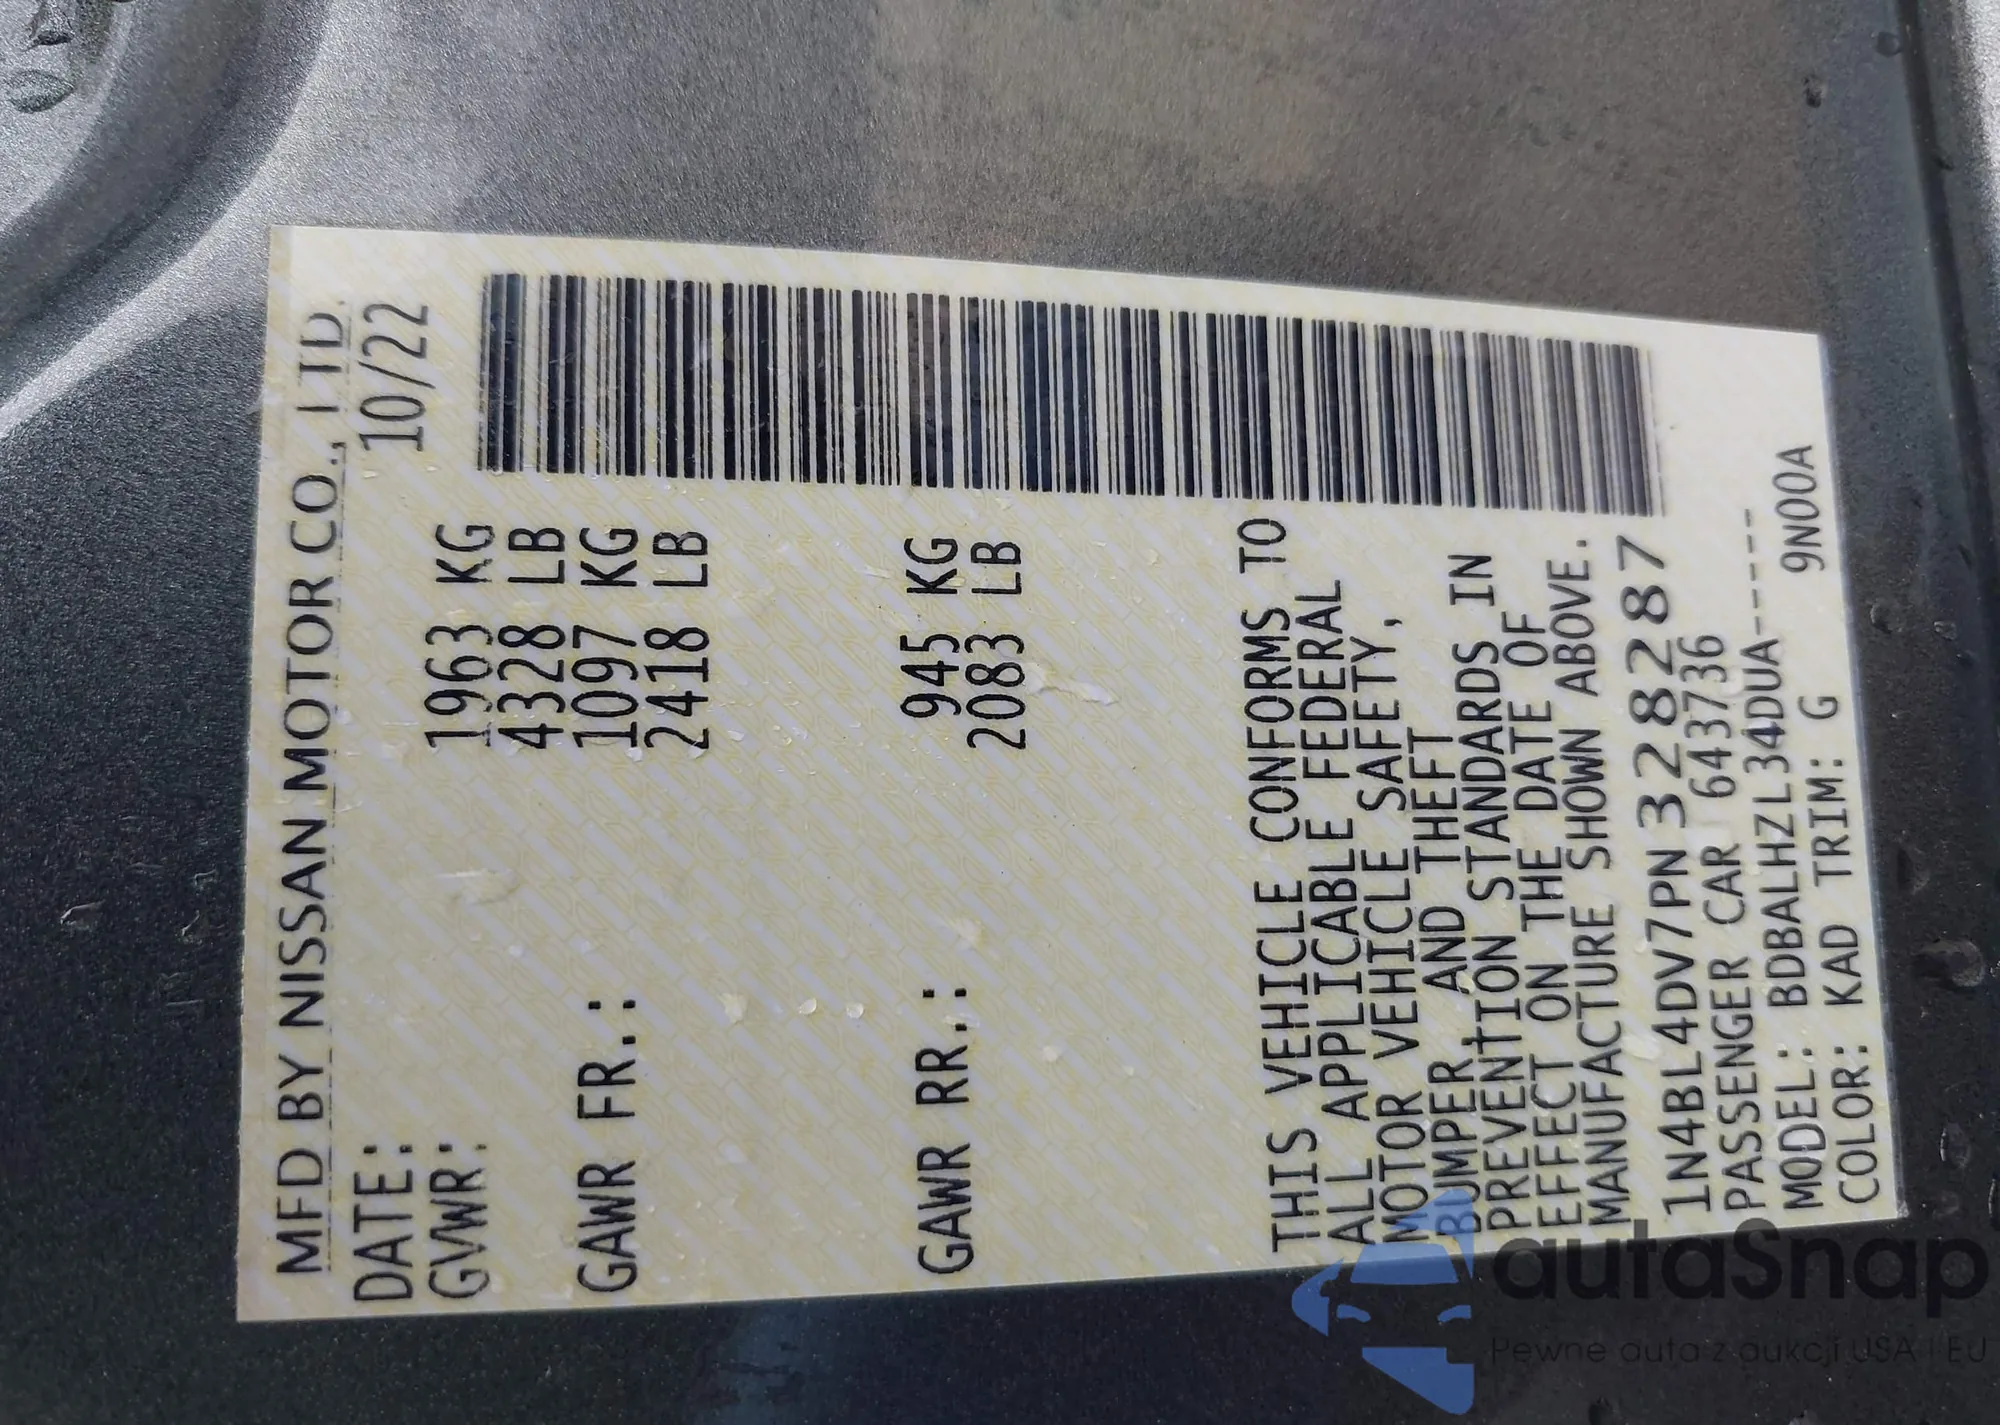 MFD BY NISSAN MOTOR CO., LTD.
DATE: 10/22
GVWR: 1963 KG
4328 LB
GAWR FR.: 1097 KG
2418 LB
GAWR RR.: 945 KG
2083 LB
THIS VEHICLE CONFORMS TO
ALL APPLICABLE FEDERAL
MOTOR VEHICLE SAFETY,
BUMPER, AND THEFT
PREVENTION STANDARDS IN
EFFECT ON THE DATE OF
MANUFACTURE SHOWN ABOVE.
1N4BL4DV7PN328287
PASSENGER CAR 643736
MODEL: BDBALHZL34DUA-----
COLOR: KAD TRIM: G 9N00A
autaSnap
Pewne auta z aukcji USA | EU